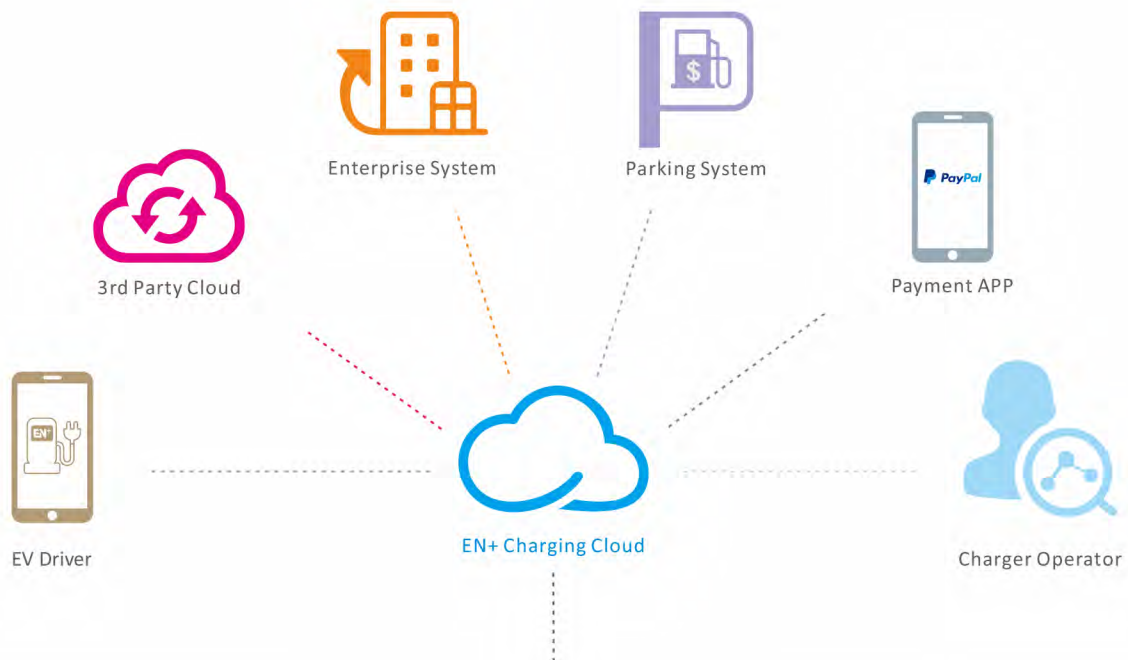 $
Enterprise System
Parking System
PayPal
3rd Party Cloud
Payment APP
EN+
EV Driver
EN+ Charging Cloud
Charger Operator